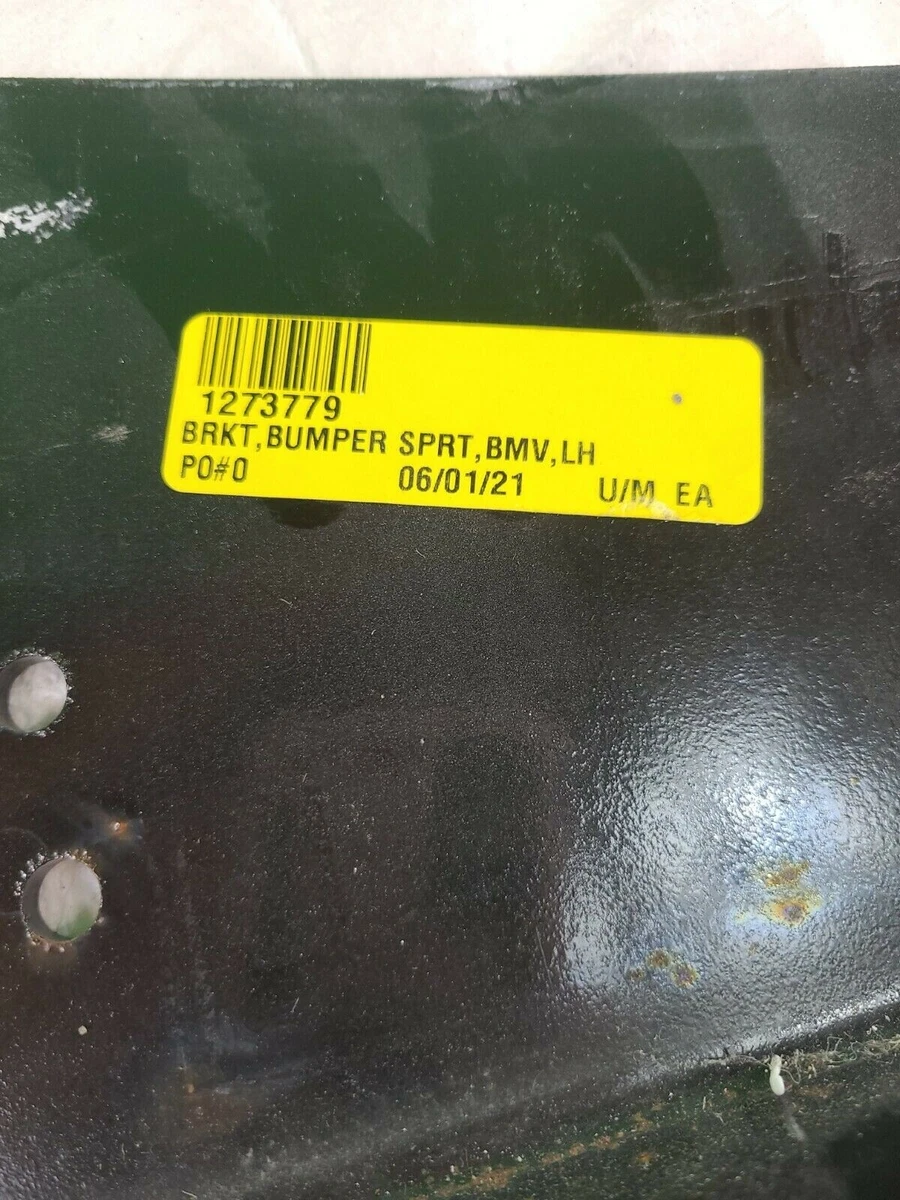 1273779
BRKT,BUMPER SPRT,BMV,LH
PO#0 06/01/21 U/M EA